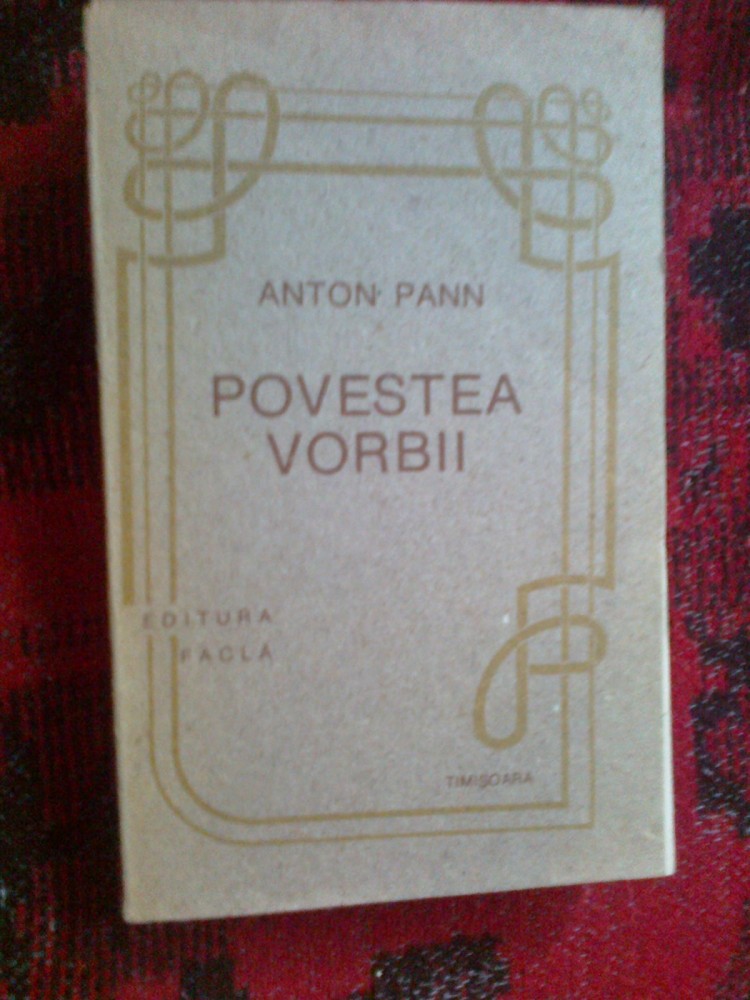 ANTON PANN
POVESTEA
VORBII
EDITURA
FACLA
TIMIȘOARA